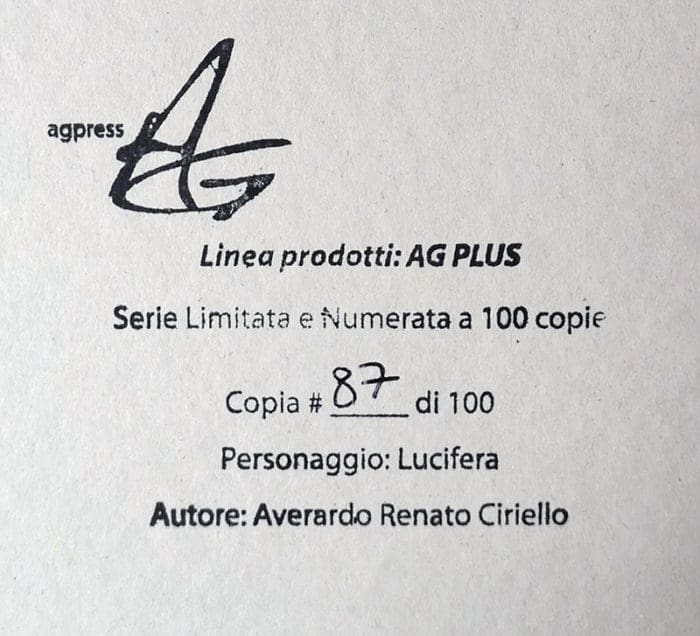 agpress
AG
Linea prodotti: AG PLUS
Serie Limitata e Numerata a 100 copie
Copia # 87 di 100
Personaggio: Lucifera
Autore: Averardo Renato Ciriello